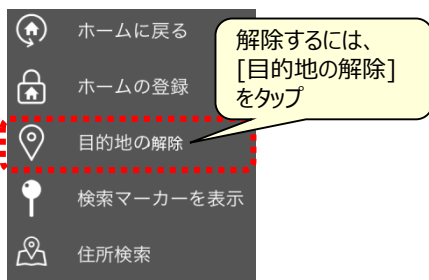 ホームに戻る
ホームの登録
目的地の解除
検索マーカーを表示
住所検索
解除するには、
[目的地の解除]
をタップ